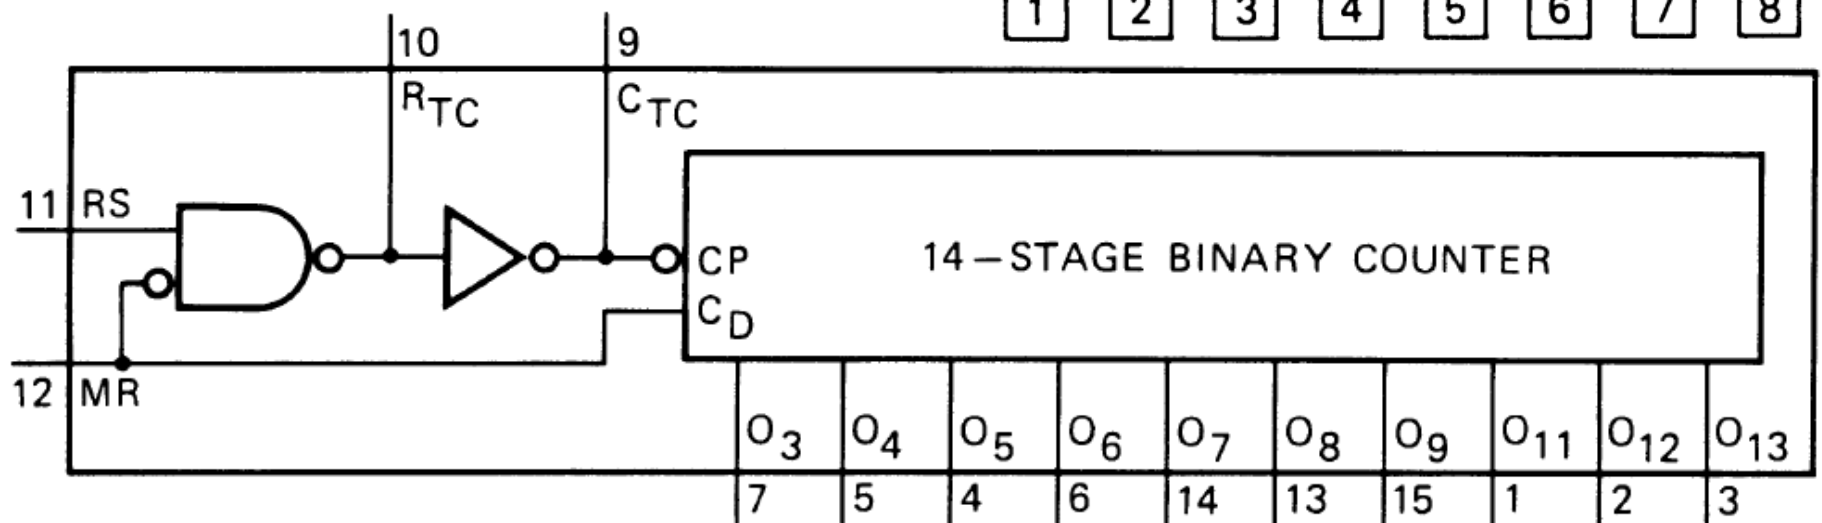 1 2 3 4 5 6 7 8
10 9
RTC CTC
11 RS
CP 14-STAGE BINARY COUNTER
CD
12 MR
O3 O4 O5 O6 O7 O8 O9 O11 O12 O13
7 5 4 6 14 13 15 1 2 3